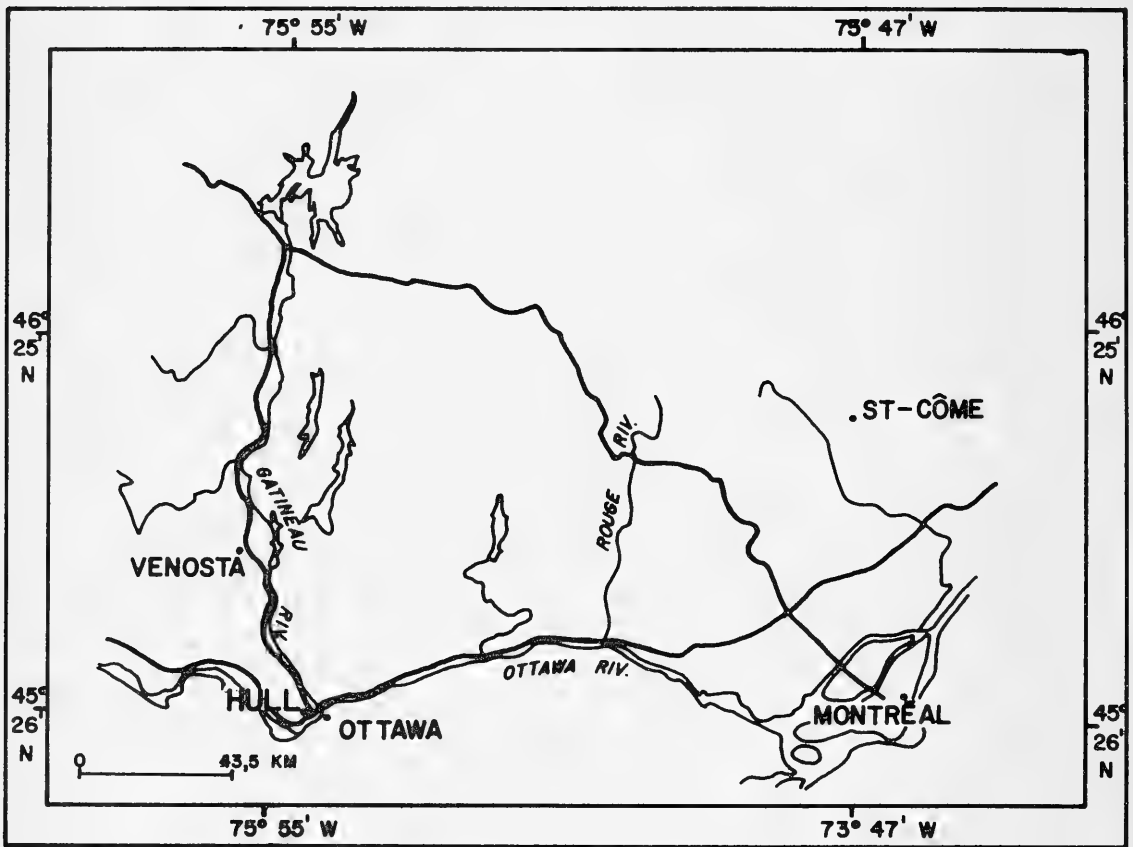 75° 55' W
75° 47' W
46°
25'
N
46°
25'
N
ST-CÔME
RIV.
GATINEAU
ROUGE
VENOSTA
RIV.
OTTAWA RIV.
45°
26'
N
HULL
OTTAWA
MONTRÉAL
45°
26'
N
0
43,5 KM
75° 55' W
73° 47' W